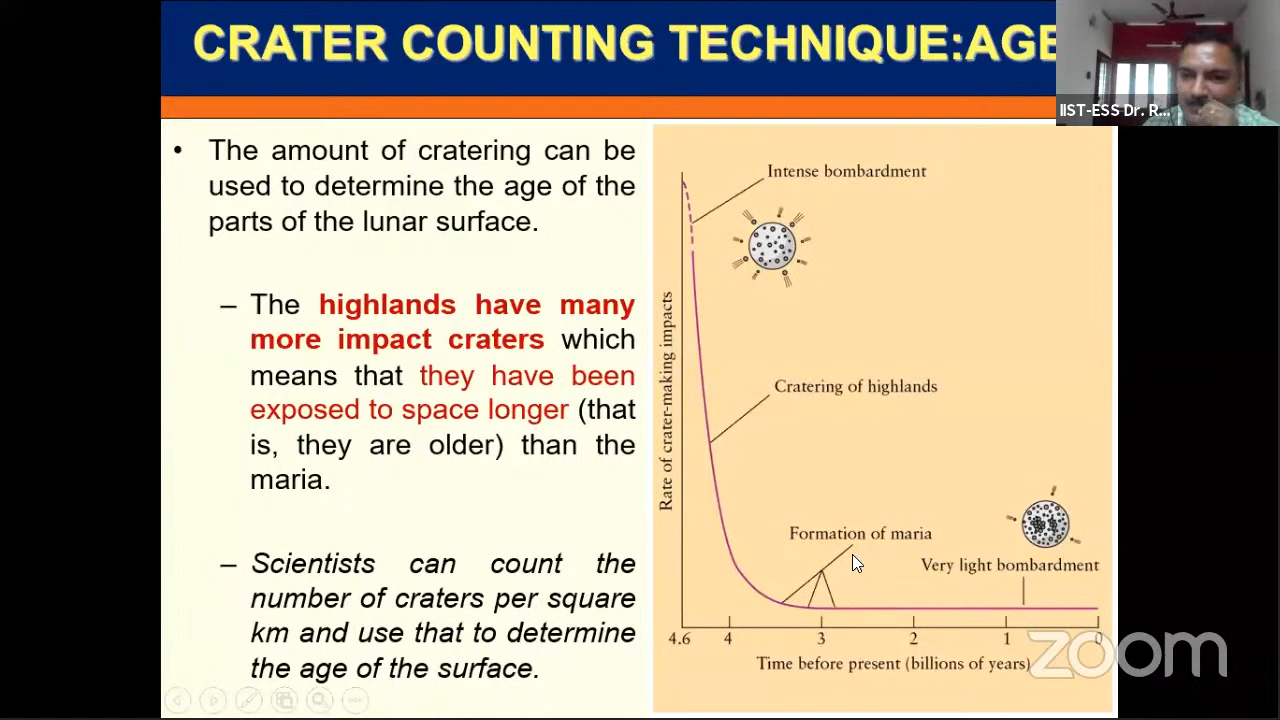 CRATER COUNTING TECHNIQUE:AGE
IIST-ESS Dr. R...
• The amount of cratering can be
used to determine the age of the
parts of the lunar surface.
– The highlands have many
more impact craters which
means that they have been
exposed to space longer (that
is, they are older) than the
maria.
– Scientists can count the
number of craters per square
km and use that to determine
the age of the surface.
Intense bombardment
Cratering of highlands
Formation of maria
Very light bombardment
Rate of crater-making impacts
4.6 4 3 2 1 0
Time before present (billions of years)
zoom